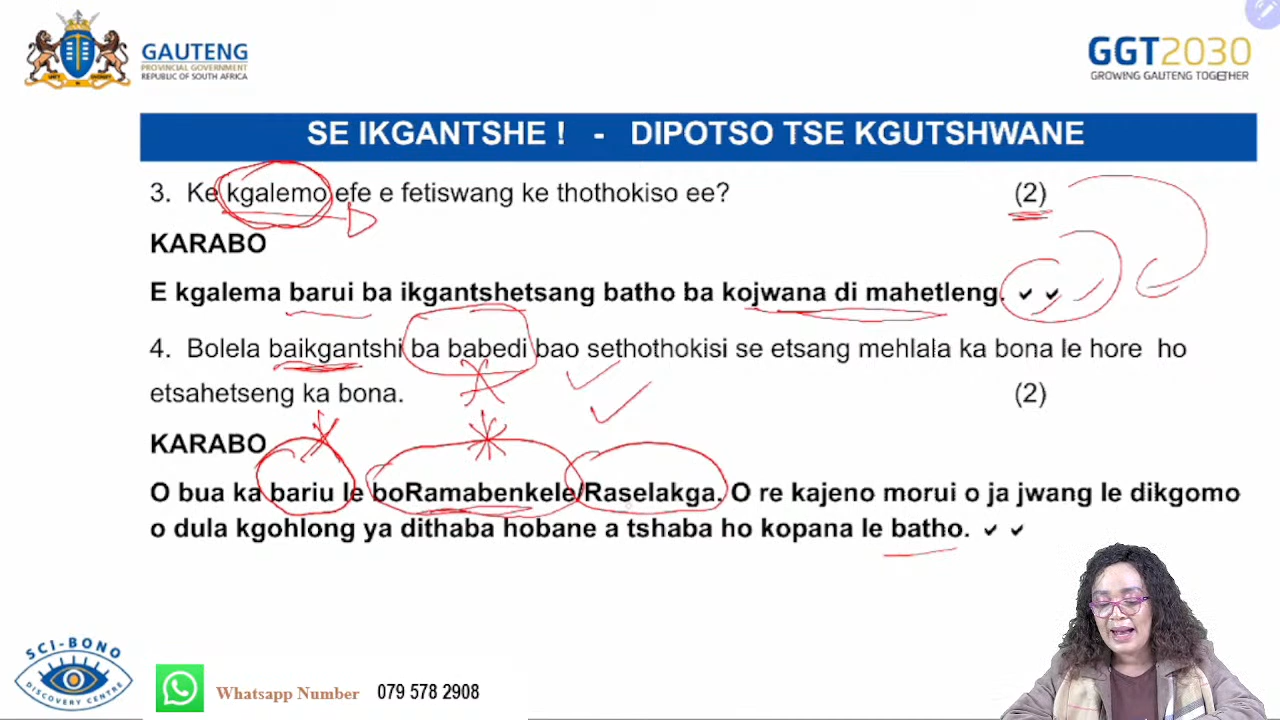 GAUTENG
PROVINCIAL GOVERNMENT
REPUBLIC OF SOUTH AFRICA
GGT2030
GROWING GAUTENG TOGETHER
SE IKGANTSHE ! - DIPOTSO TSE KGUTSHWANE
3. Ke kgalemo efe e fetiswang ke thothokiso ee? (2)
KARABO
E kgalema barui ba ikgantshetsang batho ba kojwana di mahetleng.
4. Bolela baikgantshi ba babedi bao sethothokisi se etsang mehlala ka bona le hore ho
etsahetseng ka bona. (2)
KARABO
O bua ka bariu le boRamabenkele/Raselakga. O re kajeno morui o ja jwang le dikgomo
o dula kgohlong ya dithaba hobane a tshaba ho kopana le batho.
SCI-BONO
DISCOVERY CENTRE
Whatsapp Number 079 578 2908